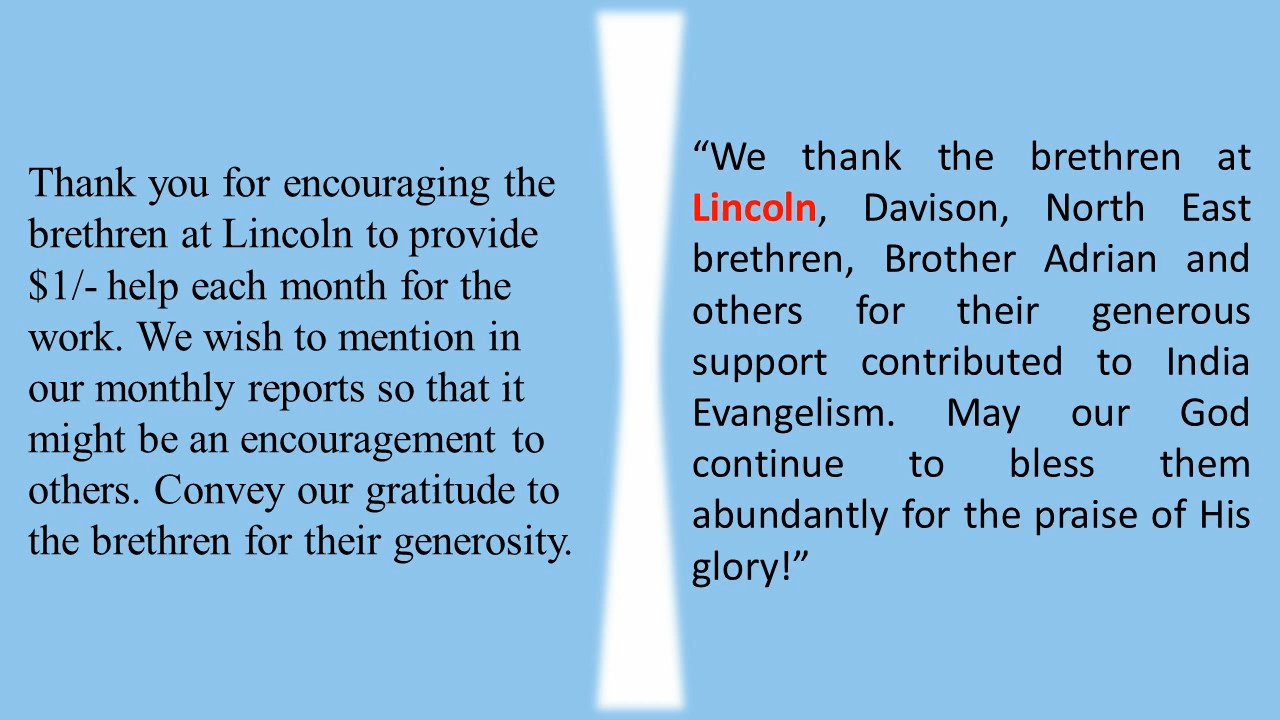 Thank you for encouraging the
brethren at Lincoln to provide
$1/- help each month for the
work. We wish to mention in
our monthly reports so that it
might be an encouragement to
others. Convey our gratitude to
the brethren for their generosity.
“We thank the brethren at
Lincoln, Davison, North East
brethren, Brother Adrian and
others for their generous
support contributed to India
Evangelism. May our God
continue to bless them
abundantly for the praise of His
glory!”